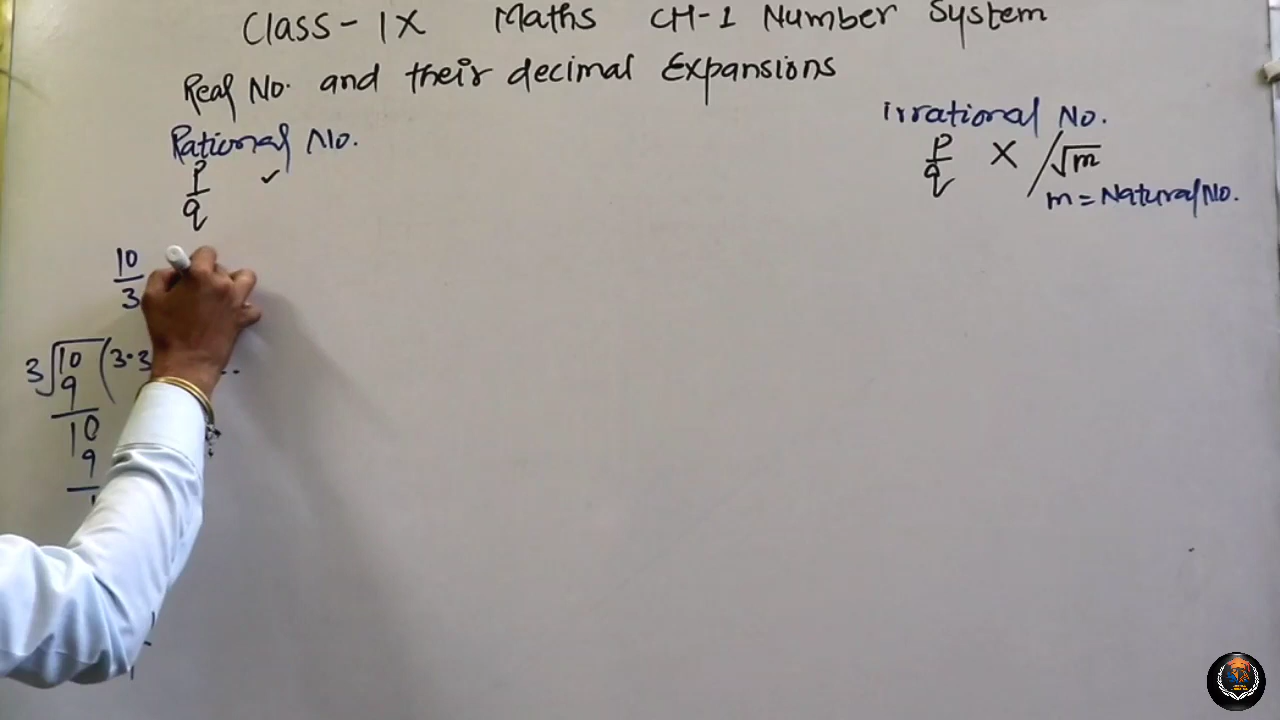 Class - IX Maths CH-1 Number System
Real No. and their decimal Expansions
Rational No.
p/q ✓
Irrational No.
p/q × / √m
m = Natural No.
10/3
3√10(3.3
9
10
9
1